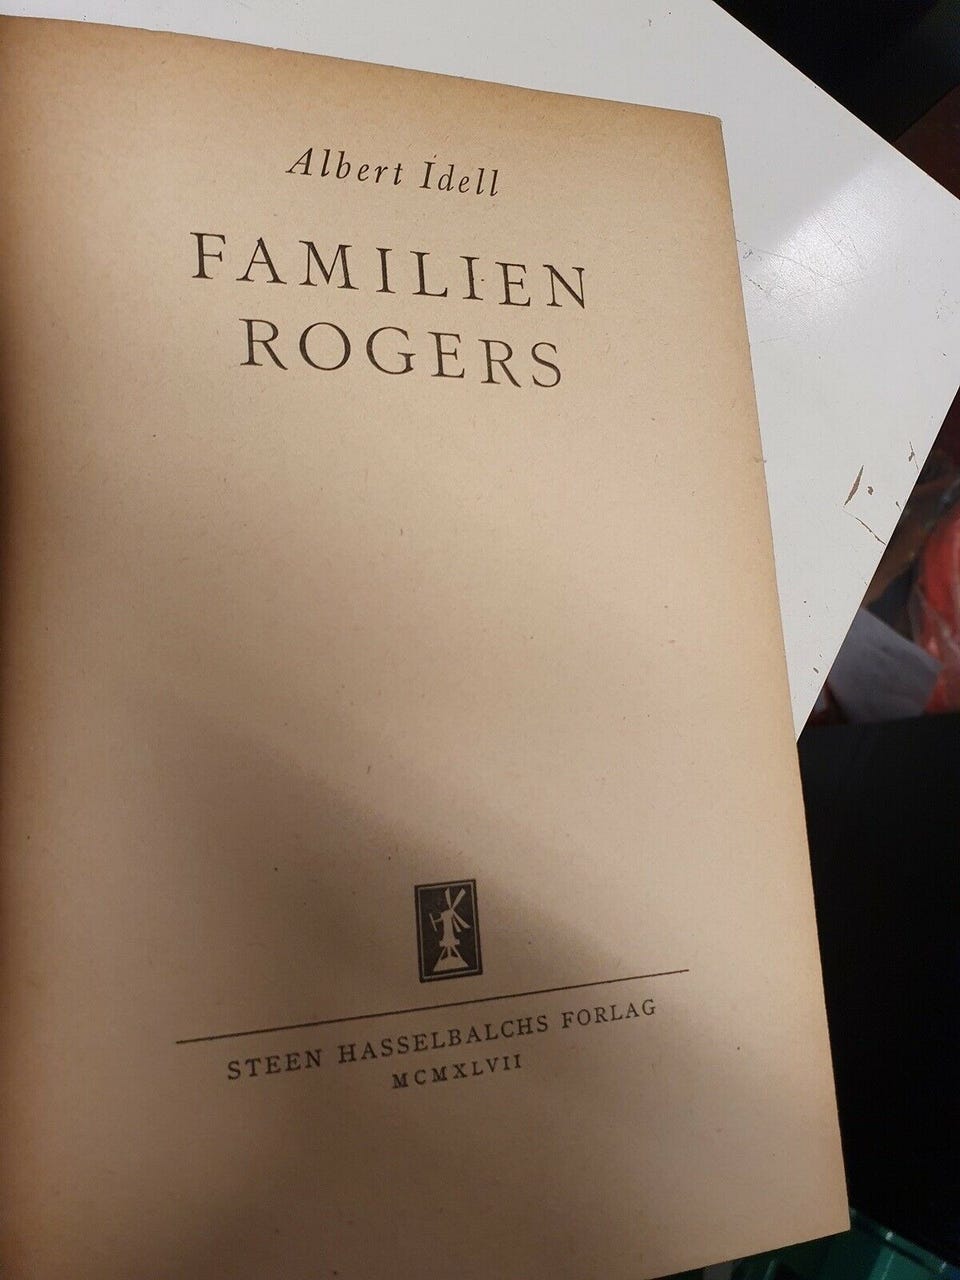 Albert Idell
FAMILIEN
ROGERS
STEEN HASSELBALCHS FORLAG
MCMXLVII